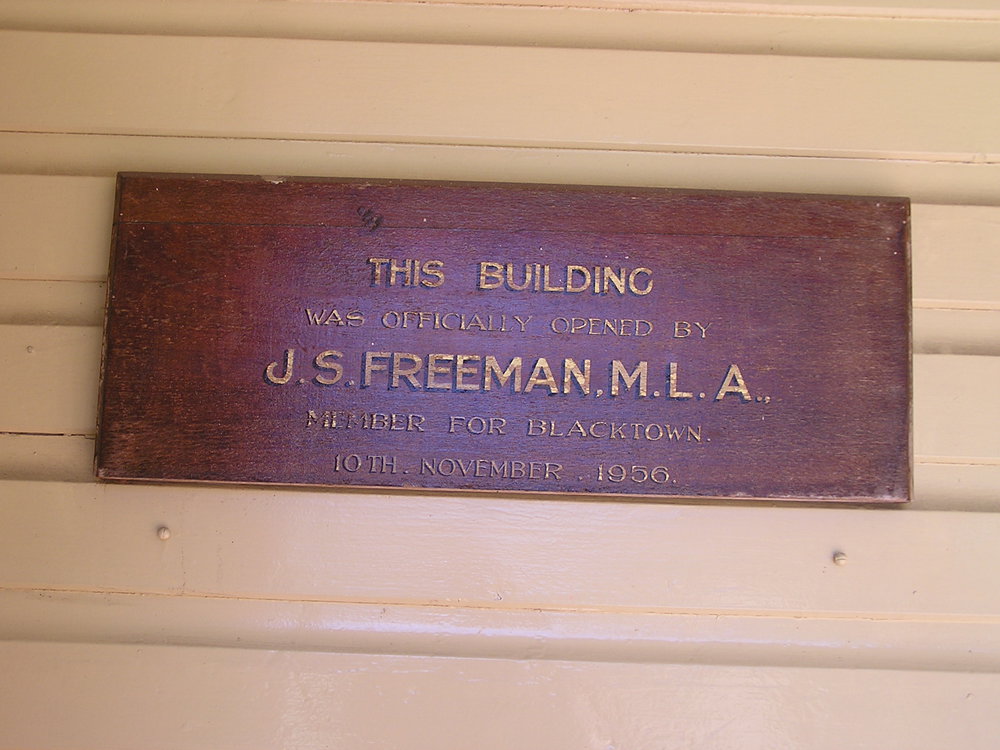 THIS BUILDING
WAS OFFICIALLY OPENED BY
J. S. FREEMAN, M. L. A.,
MEMBER FOR BLACKTOWN.
10TH. NOVEMBER. 1956.